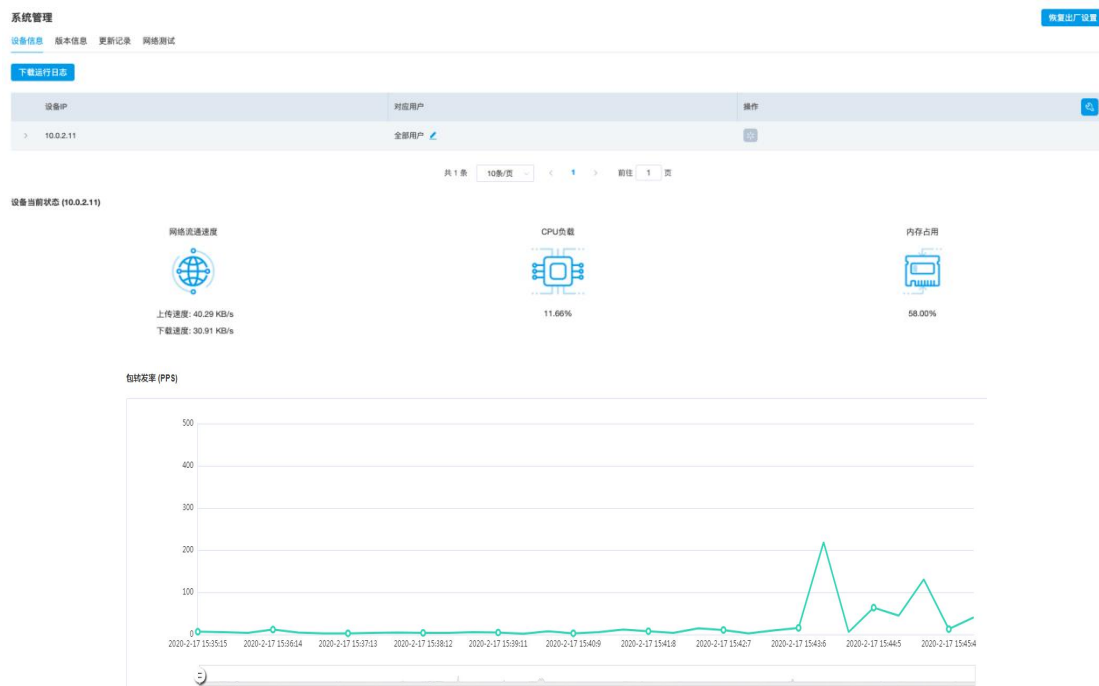 系统管理
恢复出厂设置
设备信息 版本信息 更新记录 网络测试
下载运行日志
设备IP 对应用户 操作
10.0.2.11 全部用户
共 1 条 10条/页 1 前往 1 页
设备当前状态 (10.0.2.11)
网络流通速度 CPU负载 内存占用
上传速度: 40.29 KB/s 11.66% 58.00%
下载速度: 30.91 KB/s
包转发率 (PPS)
500
400
300
200
100
0
2020-2-17 15:35:15 2020-2-17 15:36:14 2020-2-17 15:37:13 2020-2-17 15:38:12 2020-2-17 15:39:11 2020-2-17 15:40:9 2020-2-17 15:41:8 2020-2-17 15:42:7 2020-2-17 15:43:6 2020-2-17 15:44:5 2020-2-17 15:45:4